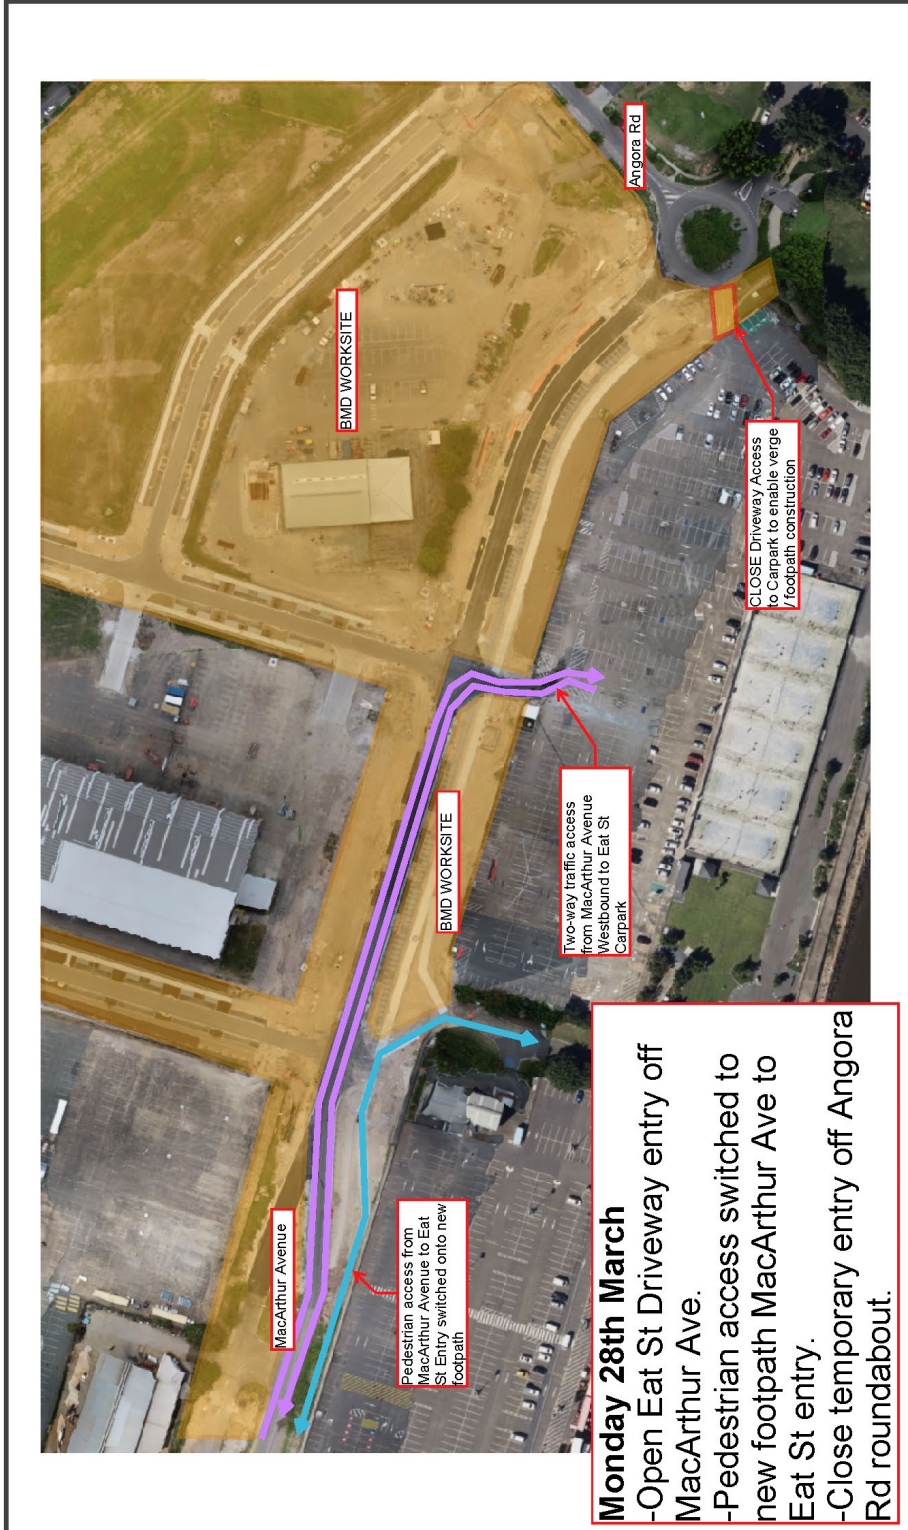 Angora Rd
BMD WORKSITE
CLOSE Driveway Access
to Carpark to enable verge
/ footpath construction
MacArthur Avenue
BMD WORKSITE
Two-way traffic access
from MacArthur Avenue
Westbound to Eat St
Carpark
Pedestrian access from
MacArthur Avenue to Eat
St Entry switched onto new
footpath
Monday 28th March
-Open Eat St Driveway entry off
MacArthur Ave.
-Pedestrian access switched to
new footpath MacArthur Ave to
Eat St entry.
-Close temporary entry off Angora
Rd roundabout.